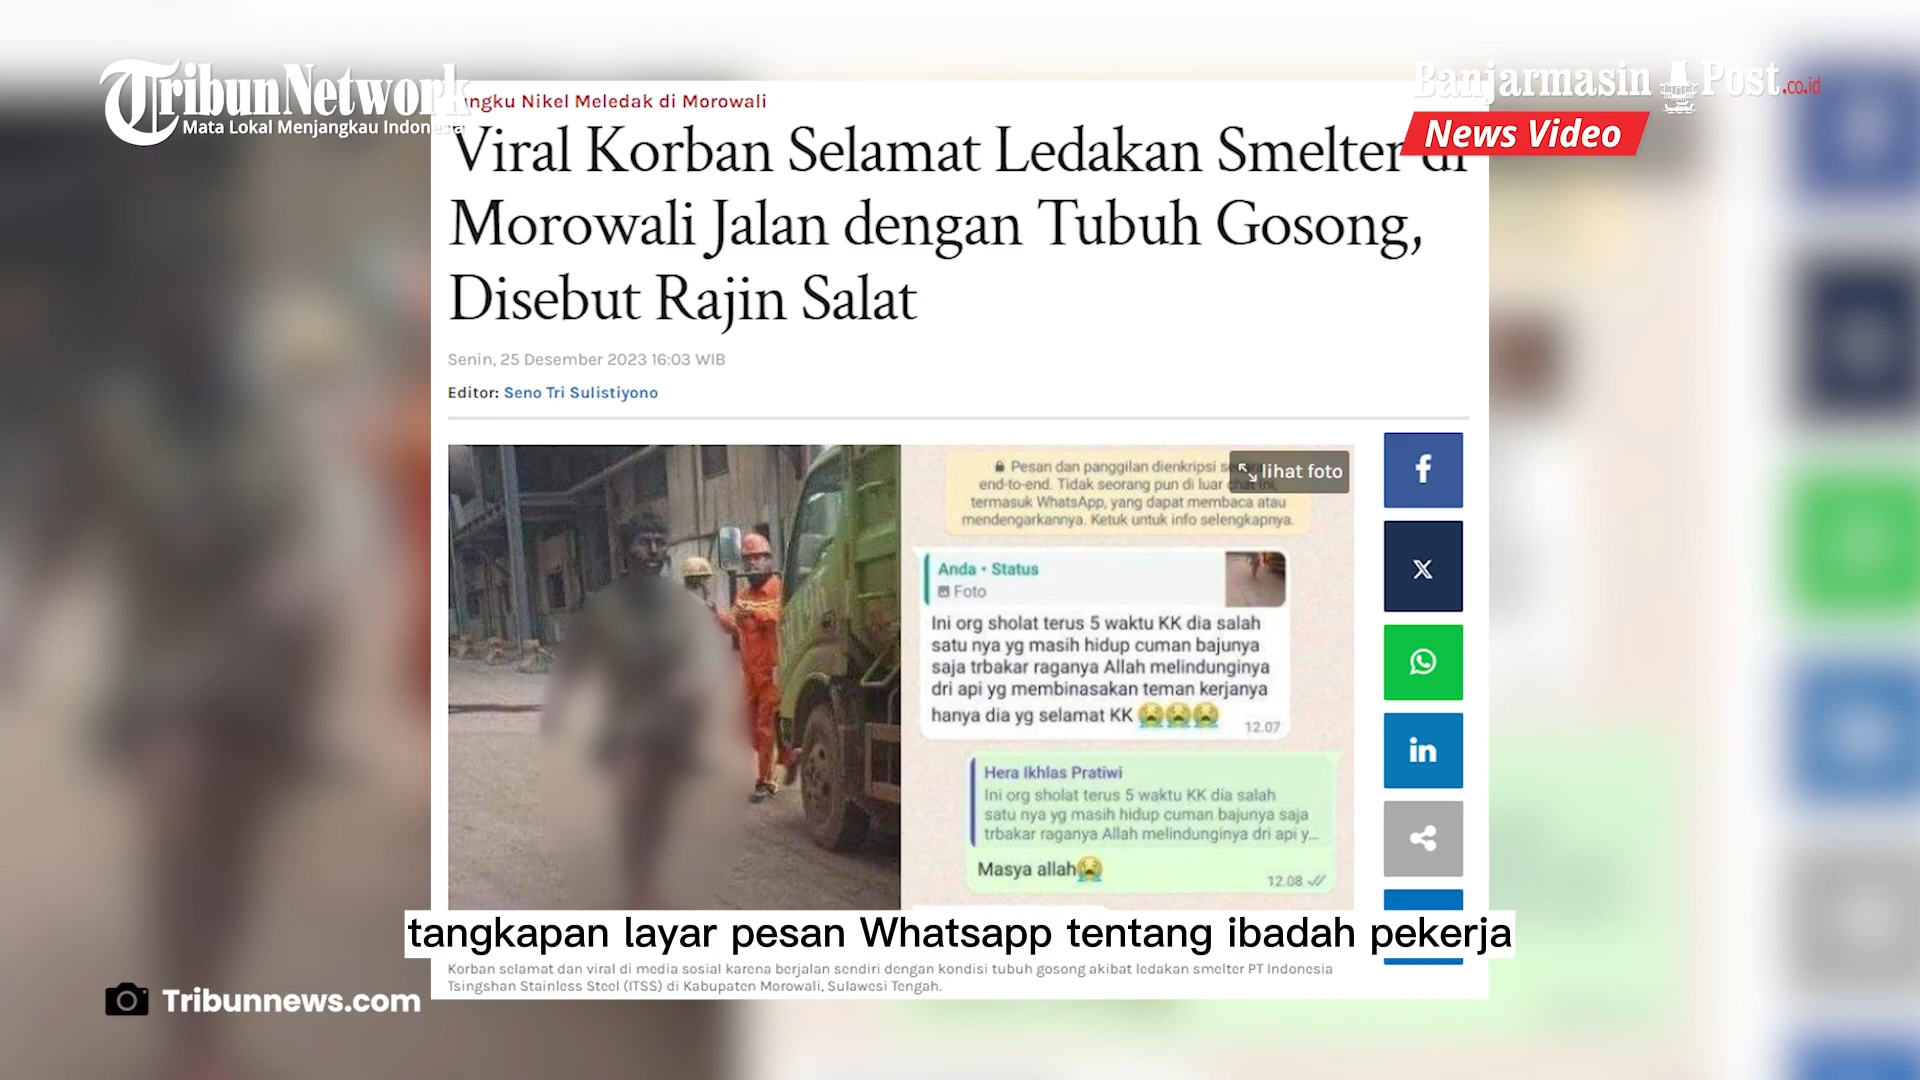 TribunNetwork
Mata Lokal Menjangkau Indonesia
Banjarmasin Post.co.id
News Video
ngku Nikel Meledak di Morowali
Viral Korban Selamat Ledakan Smelter di
Morowali Jalan dengan Tubuh Gosong,
Disebut Rajin Salat
Senin, 25 Desember 2023 16:03 WIB
Editor: Seno Tri Sulistiyono
lihat foto
Pesan dan panggilan dienkripsi
end-to-end. Tidak seorang pun di luar chat ini,
termasuk WhatsApp, yang dapat membaca atau
mendengarkannya. Ketuk untuk info selengkapnya.
Anda • Status
Foto
Ini org sholat terus 5 waktu KK dia salah
satu nya yg masih hidup cuman bajunya
saja trbakar raganya Allah melindunginya
dri api yg membinasakan teman kerjanya
hanya dia yg selamat KK 😭😭😭
12.07
Hera Ikhlas Pratiwi
Ini org sholat terus 5 waktu KK dia salah
satu nya yg masih hidup cuman bajunya saja
trbakar raganya Allah melindunginya dri api y...
Masya allah😭
12.08
tangkapan layar pesan Whatsapp tentang ibadah pekerja
Korban selamat dan viral di media sosial karena berjalan sendiri dengan kondisi tubuh gosong akibat ledakan smelter PT Indonesia
Tsingshan Stainless Steel (ITSS) di Kabupaten Morowali, Sulawesi Tengah.
Tribunnews.com